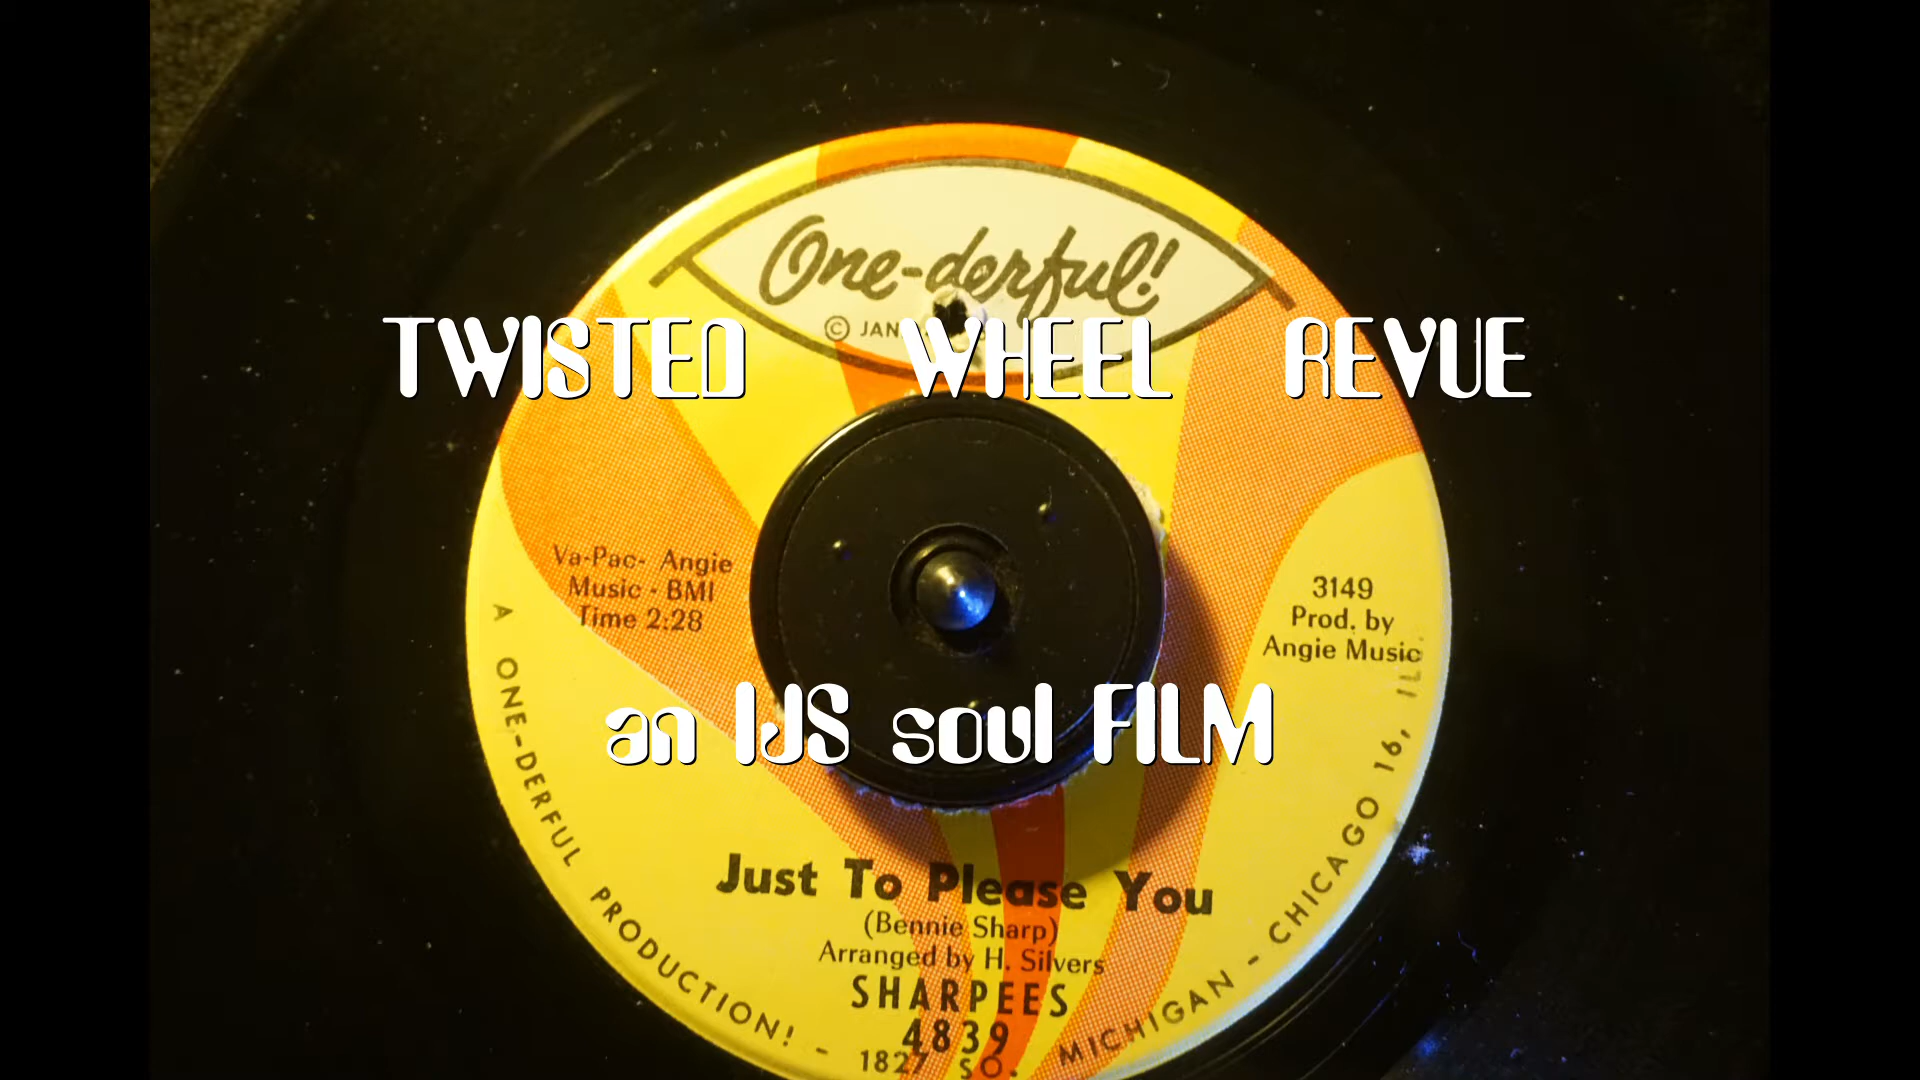 One-derful!
© JAN.
TWISTED WHEEL REVUE
Va-Pac- Angie
Music - BMI
Time 2:28
3149
Prod. by
Angie Music
an IJS soul FILM
Just To Please You
(Bennie Sharp)
Arranged by H. Silvers
SHARPEES
4839
A ONE-DERFUL PRODUCTION! - 1827 SO. MICHIGAN - CHICAGO 16, ILL.